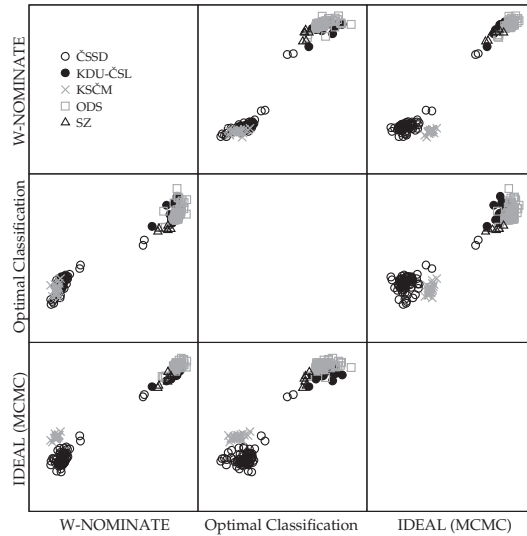 W-NOMINATE
ČSSD
KDU-ČSL
KSČM
ODS
SZ
Optimal Classification
IDEAL (MCMC)
W-NOMINATE Optimal Classification IDEAL (MCMC)